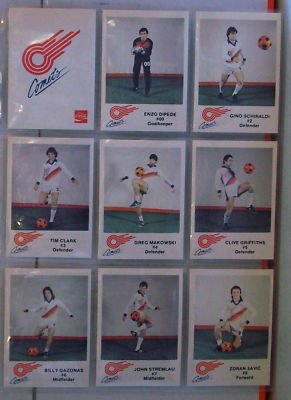 Comets
ENZO DIPEDE
#00
Goalkeeper
Comets
GINO SCHIRALDI
#2
Defender
Comets
TIM CLARK
#3
Defender
Comets
GREG MAKOWSKI
#4
Defender
Comets
CLIVE GRIFFITHS
#5
Defender
Comets
BILLY GAZONAS
#6
Midfielder
Comets
JOHN STREMLAU
#7
Midfielder
Comets
ZORAN SAVIC
#8
Forward
Comets